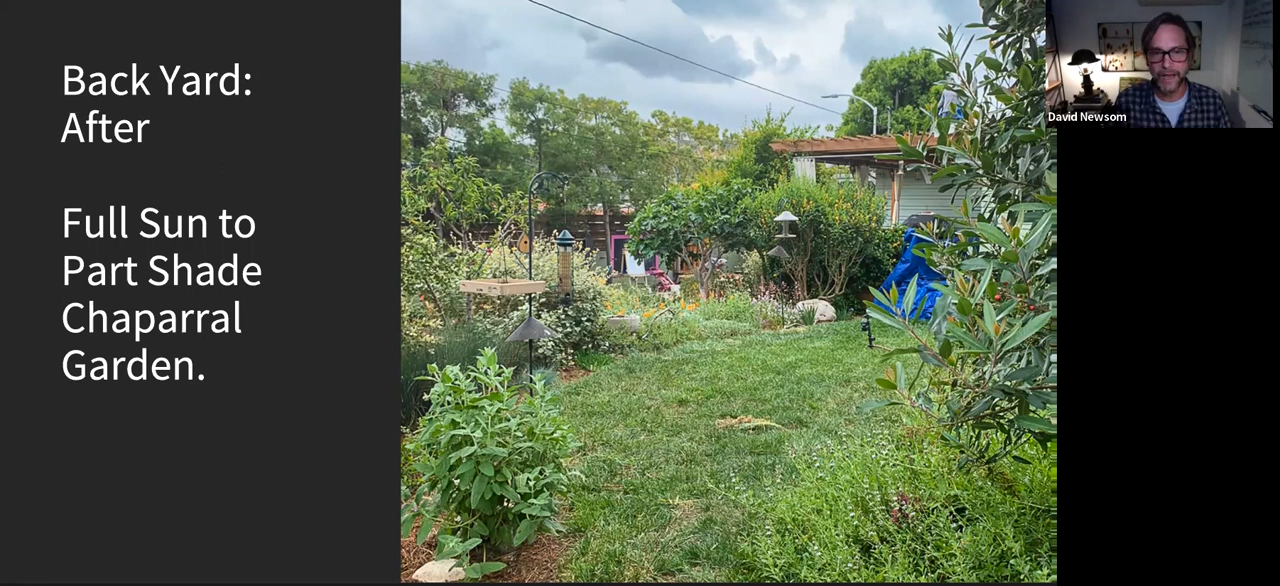 Back Yard:
After
Full Sun to
Part Shade
Chaparral
Garden.
David Newsom